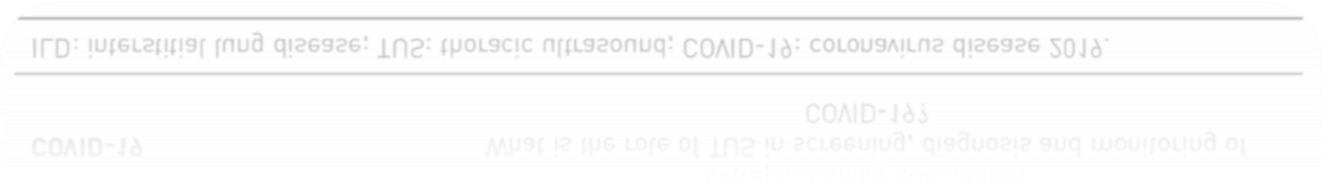 COVID-19 What is the role of TUS in screening, diagnosis and monitoring of
COVID-19?
ILD: interstitial lung disease; TUS: thoracic ultrasound; COVID-19: coronavirus disease 2019.